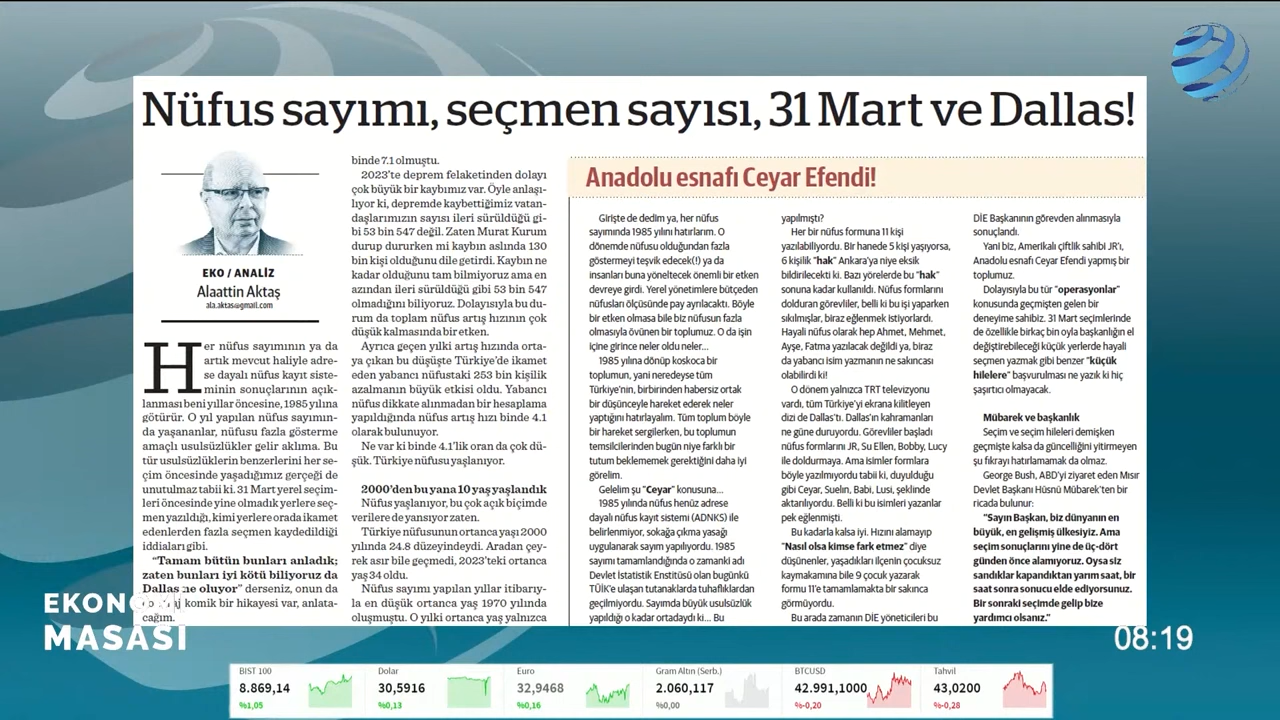 Nüfus sayımı, seçmen sayısı, 31 Mart ve Dallas!
EKO / ANALİZ
Alaattin Aktaş
ala.aktas@gmail.com
Her nüfus sayımının ya da
artık mevcut haliyle adre-
se dayalı nüfus kayıt siste-
minin sonuçlarının açık-
lanması beni yıllar öncesine, 1985 yılına
götürür. O yıl yapılan nüfus sayımın-
da yaşananlar, nüfusu fazla gösterme
amaçlı usulsüzlükler gelir aklıma. Bu
tür usulsüzlüklerin benzerlerini her se-
çim öncesinde yaşadığımız gerçeği de
unutulmaz tabii ki. 31 Mart yerel seçim-
leri öncesinde yine olmadık yerlere seç-
men yazıldığı, kimi yerlere orada ikamet
edenlerden fazla seçmen kaydedildiği
iddiaları gibi.
"Tamam bütün bunları anladık;
zaten bunları iyi kötü biliyoruz da
Dallas ne oluyor" derseniz, onun da
komik bir hikayesi var, anlata-
cağım.
binde 7.1 olmuştu.
2023'te deprem felaketinden dolayı
çok büyük bir kaybımız var. Öyle anlaşı-
lıyor ki, depremde kaybettiğimiz vatan-
daşlarımızın sayısı ileri sürüldüğü gi-
bi 53 bin 547 değil. Zaten Murat Kurum
durup dururken mi kaybın aslında 130
bin kişi olduğunu dile getirdi. Kaybın ne
kadar olduğunu tam bilmiyoruz ama en
azından ileri sürüldüğü gibi 53 bin 547
olmadığını biliyoruz. Dolayısıyla bu du-
rum da toplam nüfus artış hızının çok
düşük kalmasında bir etken.
Ayrıca geçen yılki artış hızında orta-
ya çıkan bu düşüşte Türkiye'de ikamet
eden yabancı nüfustaki 253 bin kişilik
azalmanın büyük etkisi oldu. Yabancı
nüfus dikkate alınmadan bir hesaplama
yapıldığında nüfus artış hızı binde 4.1
olarak bulunuyor.
Ne var ki binde 4.1'lik oran da çok dü-
şük. Türkiye nüfusu yaşlanıyor.
2000'den bu yana 10 yaş yaşlandık
Nüfus yaşlanıyor, bu çok açık biçimde
verilere de yansıyor zaten.
Türkiye nüfusunun ortanca yaşı 2000
yılında 24.8 düzeyindeydi. Aradan çey-
rek asır bile geçmedi, 2023'teki ortanca
yaş 34 oldu.
Nüfus sayımı yapılan yıllar itibarıy-
la en düşük ortanca yaş 1970 yılında
oluşmuştu. O yılki ortanca yaş yalnızca
Anadolu esnafı Ceyar Efendi!
Girişte de dedim ya, her nüfus
sayımında 1985 yılını hatırlarım. O
dönemde nüfusu olduğundan fazla
göstermeyi teşvik edecek(!) ya da
insanları buna yöneltecek önemli bir etken
devreye girdi. Yerel yönetimlere bütçeden
nüfusları ölçüsünde pay ayrılacaktı. Böyle
bir etken olmasa bile biz nüfusun fazla
olmasıyla övünen bir toplumuz. O da işin
içine girince neler oldu neler...
1985 yılına dönüp koskoca bir
toplumun, yani neredeyse tüm
Türkiye'nin, birbirinden habersiz ortak
bir düşünceyle hareket ederek neler
yaptığını hatırlayalım. Tüm toplum böyle
bir hareket sergilerken, bu toplumun
temsilcilerinden bugün niye farklı bir
tutum beklememek gerektiğini daha iyi
görelim.
Gelelim şu "Ceyar" konusuna...
1985 yılında nüfus henüz adrese
dayalı nüfus kayıt sistemi (ADNKS) ile
belirlenmiyor, sokağa çıkma yasağı
uygulanarak sayım yapılıyordu. 1985
sayımı tamamlandığında o zamanki adı
Devlet İstatistik Enstitüsü olan bugünkü
TÜİK'e ulaşan tutanaklarda tuhaflıklardan
geçilmiyordu. Sayımda büyük usulsüzlük
yapıldığı o kadar ortadaydı ki... Bu
yapılmıştı?
Her bir nüfus formuna 11 kişi
yazılabiliyordu. Bir hanede 5 kişi yaşıyorsa,
6 kişilik "hak" Ankara'ya niye eksik
bildirilecekti ki. Bazı yörelerde bu "hak"
sonuna kadar kullanıldı. Nüfus formlarını
dolduran görevliler, belli ki bu işi yaparken
sıkılmışlar, biraz eğlenmek istiyorlardı.
Hayali nüfus olarak hep Ahmet, Mehmet,
Ayşe, Fatma yazılacak değildi ya, biraz
da yabancı isim yazmanın ne sakıncası
olabilirdi ki!
O dönem yalnızca TRT televizyonu
vardı, tüm Türkiye'yi ekrana kilitleyen
dizi de Dallas'tı. Dallas'ın kahramanları
ne güne duruyordu. Görevliler başladı
nüfus formlarını JR, Su Ellen, Bobby, Lucy
ile doldurmaya. Ama isimler formlara
böyle yazılmıyordu tabii ki, duyulduğu
gibi Ceyar, Suelin, Babi, Lusi, şeklinde
aktarılıyordu. Belli ki bu isimleri yazanlar
pek eğlenmişti.
Bu kadarla kalsa iyi. Hızını alamayıp
"Nasıl olsa kimse fark etmez" diye
düşünenler, yaşadıkları ilçenin çocuksuz
kaymakamına bile 9 çocuk yazarak
formu 11'e tamamlamakta bir sakınca
görmüyordu.
Bu arada zamanın DİE yöneticileri bu
DİE Başkanının görevden alınmasıyla
sonuçlandı.
Yani biz, Amerikalı çiftlik sahibi JR'ı,
Anadolu esnafı Ceyar Efendi yapmış bir
toplumuz.
Dolayısıyla bu tür "operasyonlar"
konusunda geçmişten gelen bir
deneyime sahibiz. 31 Mart seçimlerinde
de özellikle birkaç bin oyla başkanlığın el
değiştirebileceği küçük yerlerde hayali
seçmen yazmak gibi benzer "küçük
hilelere" başvurulması ne yazık ki hiç
şaşırtıcı olmayacak.
Mübarek ve başkanlık
Seçim ve seçim hileleri demişken
geçmişte kalsa da güncelliğini yitirmeyen
şu fıkrayı hatırlamamak da olmaz.
George Bush, ABD'yi ziyaret eden Mısır
Devlet Başkanı Hüsnü Mübarek'ten bir
ricada bulunur:
"Sayın Başkan, biz dünyanın en
büyük, en gelişmiş ülkesiyiz. Ama
seçim sonuçlarını yine de üç-dört
günden önce alamıyoruz. Oysa siz
sandıklar kapandıktan yarım saat, bir
saat sonra sonucu elde ediyorsunuz.
Bir sonraki seçimde gelip bize
yardımcı olsanız."
EKONOMİ
MASASI
08:19
BIST 100 Dolar Euro Gram Altın (Serb.) BTCUSD Tahvil
8.869,14 30,5916 32,9468 2.060,117 42.991,1000 43,0200
%1,05 %0,13 %0,16 %0,00 %-0,20 %-0,28